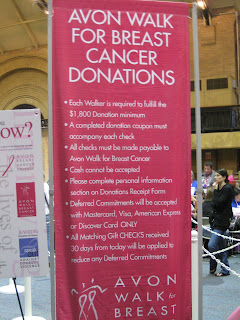 AVON WALK
FOR BREAST
CANCER
DONATIONS
• Each Walker is required to fulfill the
$1,800 Donation minimum
• A completed donation coupon must
accompany each check
• All checks must be made payable to
Avon Walk for Breast Cancer
• Cash cannot be accepted
• Please complete personal information
section on Donations Receipt Form
• Deferred Commitments will be accepted
with Mastercard, Visa, American Express
or Discover Card ONLY
• All Matching Gift CHECKS received
30 days from today will be applied to
reduce any Deferred Commitments
AVON
WALK for
BREAST
ow?